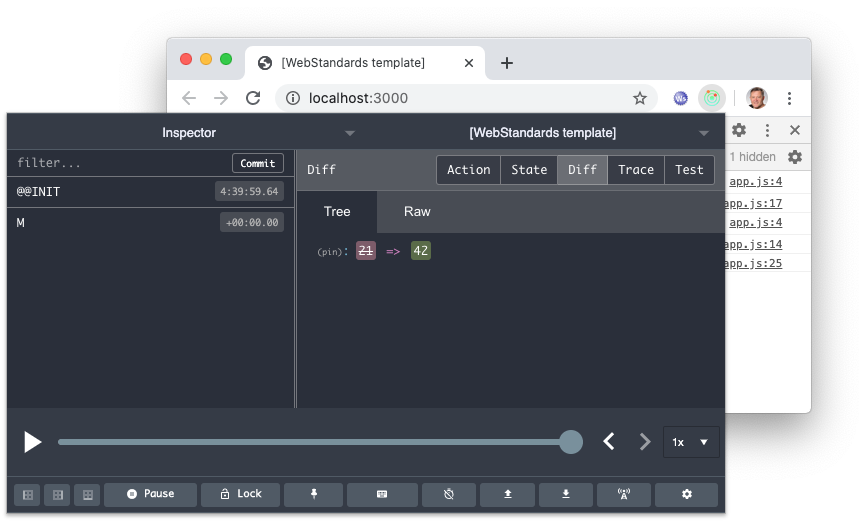 [WebStandards template]
localhost:3000
Inspector
[WebStandards template]
1 hidden
filter...
Commit
Diff
Action
State
Diff
Trace
Test
@@INIT
4:39:59.64
M
+00:00.00
Tree
Raw
(pin): 21 => 42
app.js:4
app.js:17
app.js:4
app.js:14
app.js:25
1x
Pause
Lock